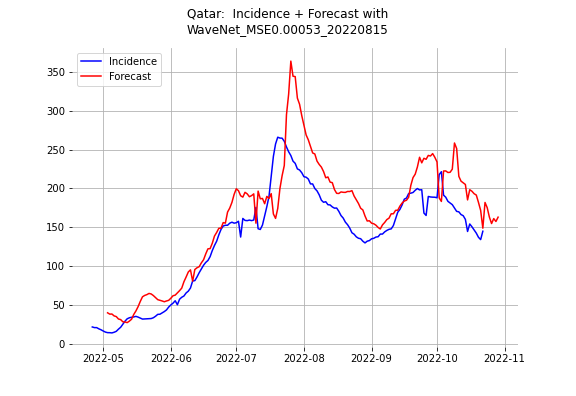 Qatar:  Incidence + Forecast with
WaveNet_MSE0.00053_20220815
Incidence
Forecast
350
300
250
200
150
100
50
0
2022-05 2022-06 2022-07 2022-08 2022-09 2022-10 2022-11